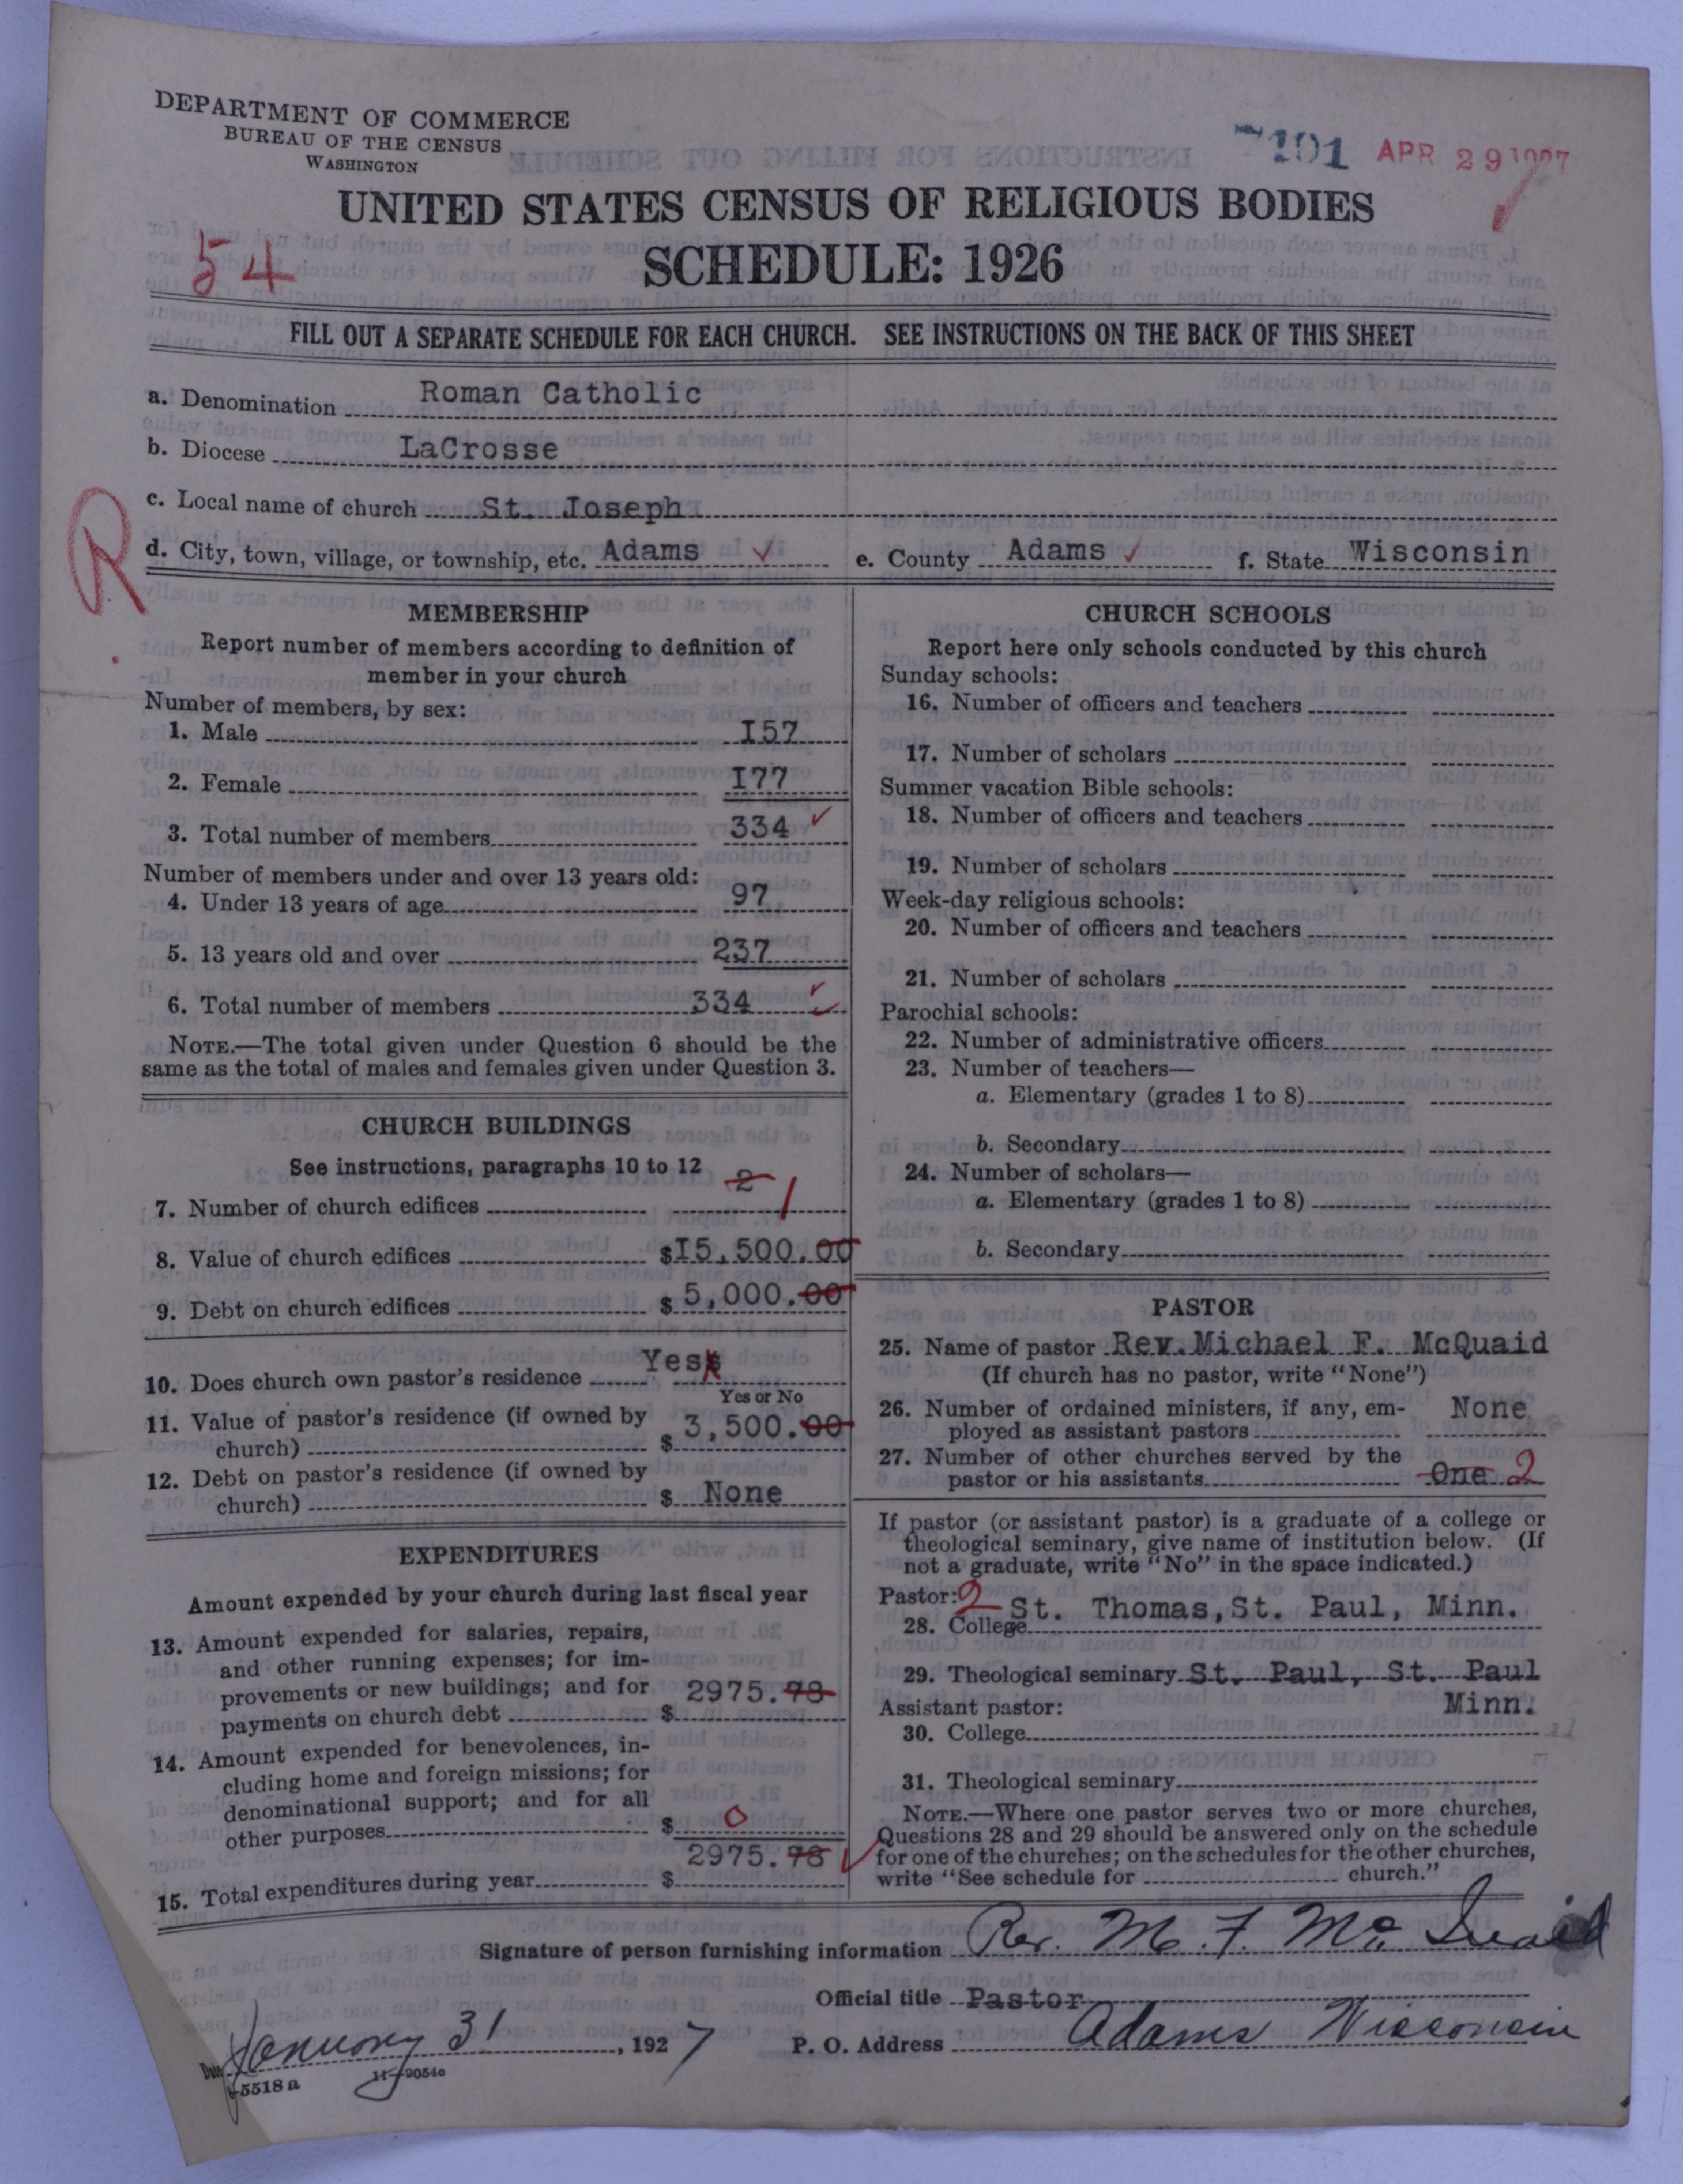 DEPARTMENT OF COMMERCE
BUREAU OF THE CENSUS
WASHINGTON
101 APR 29 1927
UNITED STATES CENSUS OF RELIGIOUS BODIES
54
SCHEDULE: 1926
FILL OUT A SEPARATE SCHEDULE FOR EACH CHURCH. SEE INSTRUCTIONS ON THE BACK OF THIS SHEET
a. Denomination Roman Catholic
b. Diocese LaCrosse
R
c. Local name of church St. Joseph
d. City, town, village, or township, etc. Adams ✓ e. County Adams ✓ f. State Wisconsin
MEMBERSHIP
Report number of members according to definition of
member in your church
Number of members, by sex:
1. Male I57
2. Female I77
3. Total number of members 334 ✓
Number of members under and over 13 years old:
4. Under 13 years of age 97
5. 13 years old and over 237
6. Total number of members 334 ✓
NOTE.—The total given under Question 6 should be the
same as the total of males and females given under Question 3.
CHURCH BUILDINGS
See instructions, paragraphs 10 to 12
7. Number of church edifices 2 1
8. Value of church edifices $I5,500.00
9. Debt on church edifices $ 5,000.00
10. Does church own pastor's residence Yes
Yes or No
11. Value of pastor's residence (if owned by
church) $ 3,500.00
12. Debt on pastor's residence (if owned by
church) $ None
EXPENDITURES
Amount expended by your church during last fiscal year
13. Amount expended for salaries, repairs,
and other running expenses; for im-
provements or new buildings; and for
payments on church debt $ 2975.78
14. Amount expended for benevolences, in-
cluding home and foreign missions; for
denominational support; and for all
other purposes $ 0
15. Total expenditures during year $ 2975.78 ✓
CHURCH SCHOOLS
Report here only schools conducted by this church
Sunday schools:
16. Number of officers and teachers
17. Number of scholars
Summer vacation Bible schools:
18. Number of officers and teachers
19. Number of scholars
Week-day religious schools:
20. Number of officers and teachers
21. Number of scholars
Parochial schools:
22. Number of administrative officers
23. Number of teachers—
a. Elementary (grades 1 to 8)
b. Secondary
24. Number of scholars—
a. Elementary (grades 1 to 8)
b. Secondary
PASTOR
25. Name of pastor Rev. Michael F. McQuaid
(If church has no pastor, write "None")
26. Number of ordained ministers, if any, em-
ployed as assistant pastors None
27. Number of other churches served by the
pastor or his assistants One 2
If pastor (or assistant pastor) is a graduate of a college or
theological seminary, give name of institution below. (If
not a graduate, write "No" in the space indicated.)
Pastor: 2
28. College St. Thomas, St. Paul, Minn.
29. Theological seminary St. Paul, St. Paul
Minn.
Assistant pastor:
30. College
31. Theological seminary
NOTE.—Where one pastor serves two or more churches,
Questions 28 and 29 should be answered only on the schedule
for one of the churches; on the schedules for the other churches,
write "See schedule for church."
Signature of person furnishing information Rev. M. F. McQuaid
Official title Pastor
Date January 31, 1927 P. O. Address Adams Wisconsin
8-5518 a 11-9054c